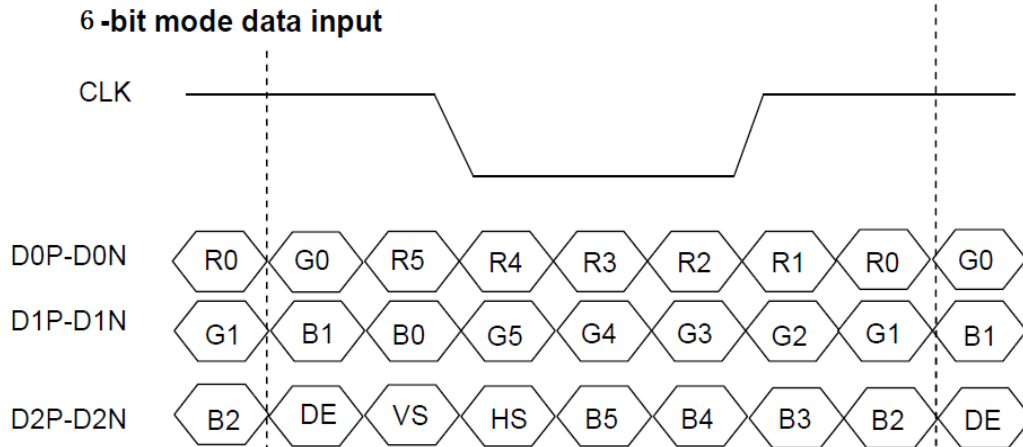 6 -bit mode data input
CLK
D0P-D0N R0 G0 R5 R4 R3 R2 R1 R0 G0
D1P-D1N G1 B1 B0 G5 G4 G3 G2 G1 B1
D2P-D2N B2 DE VS HS B5 B4 B3 B2 DE